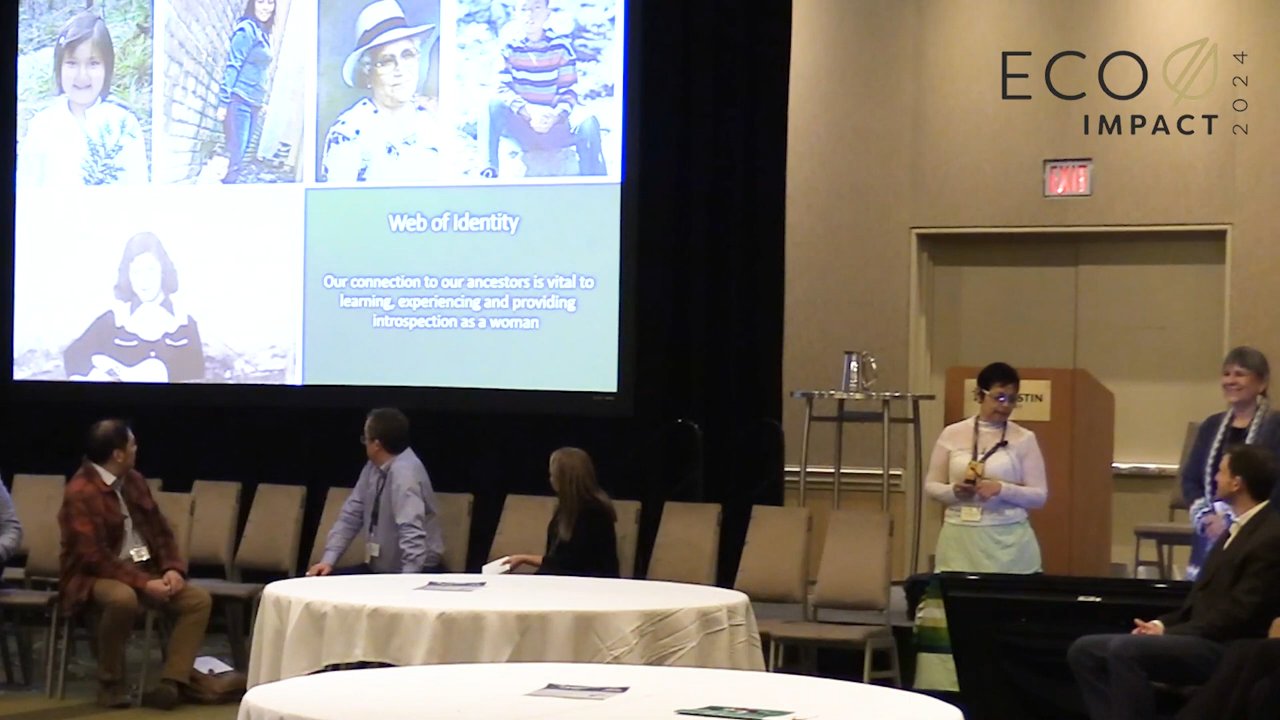 ECO
IMPACT
2024
EXIT
Web of Identity
Our connection to our ancestors is vital to
learning, experiencing and providing
introspection as a woman
STIN